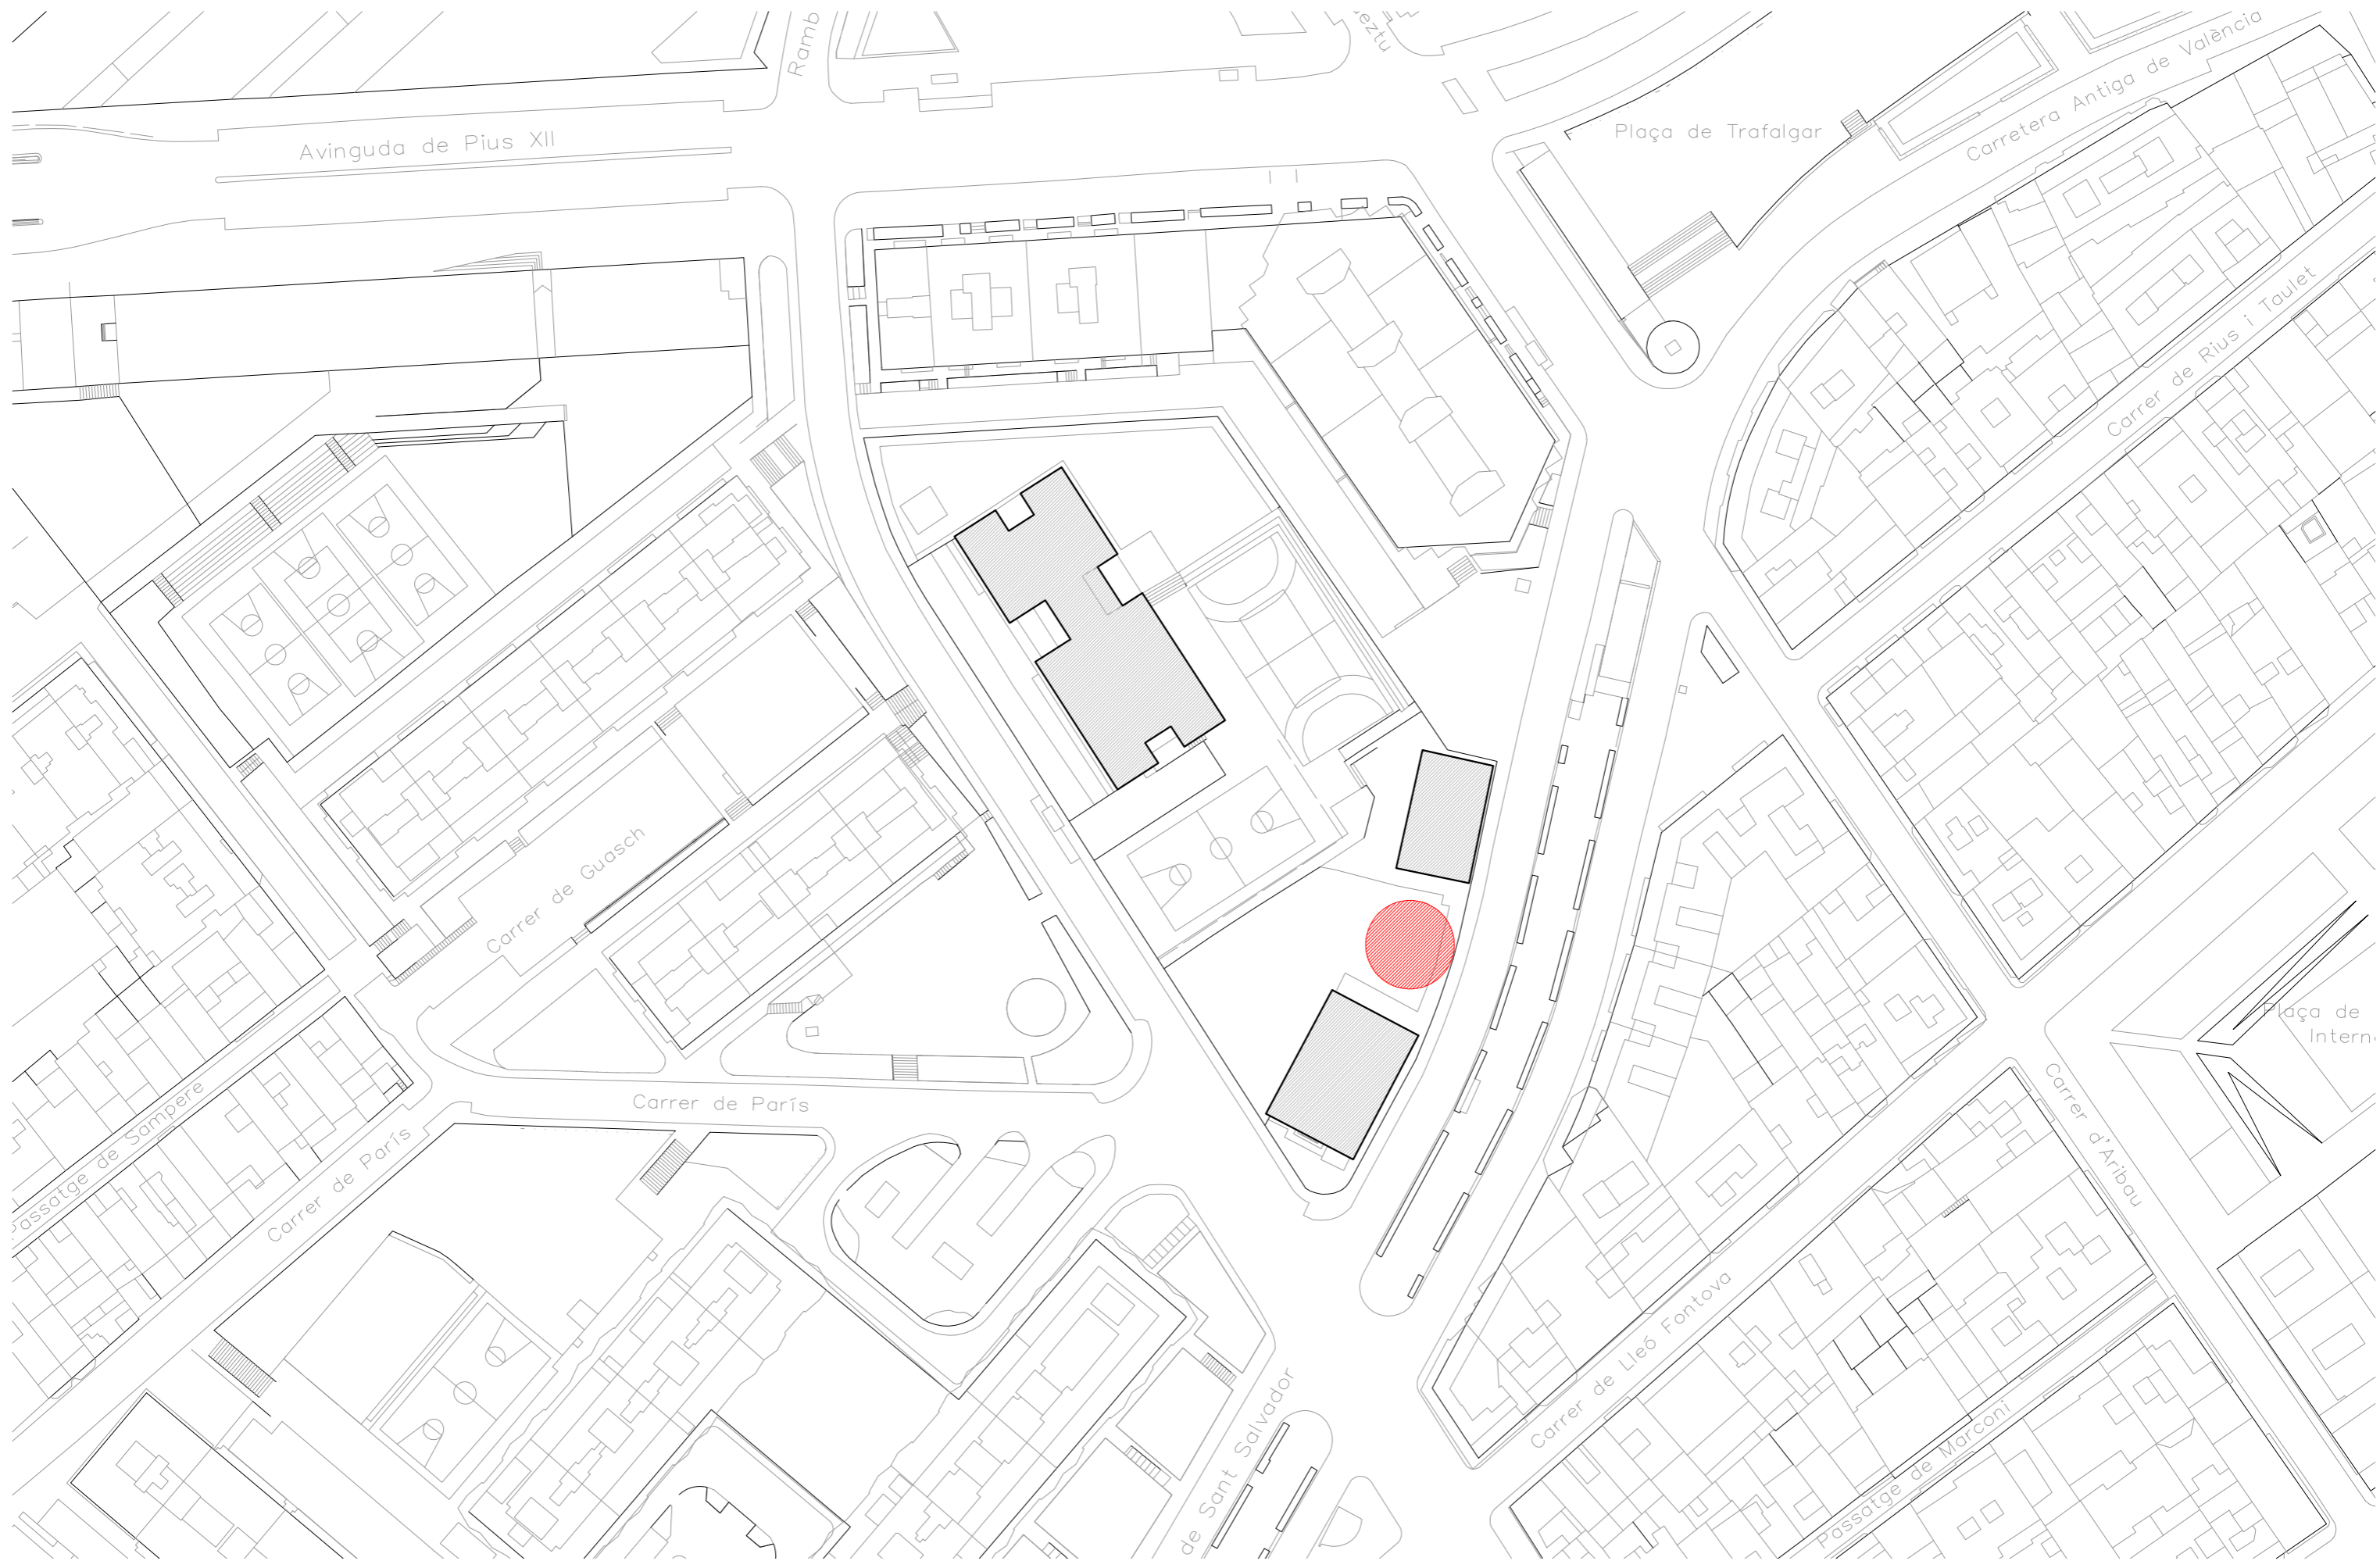 Ramb
eztu
Carretera Antiga de València
Plaça de Trafalgar
Avinguda de Pius XII
Carrer de Rius i Taulet
Carrer de Guasch
Plaça de
Intern
Carrer de París
Passatge de Sampere
Carrer de París
Carrer d'Aribau
Carrer de Lleó Fontova
de Sant Salvador
Passatge de Marconi